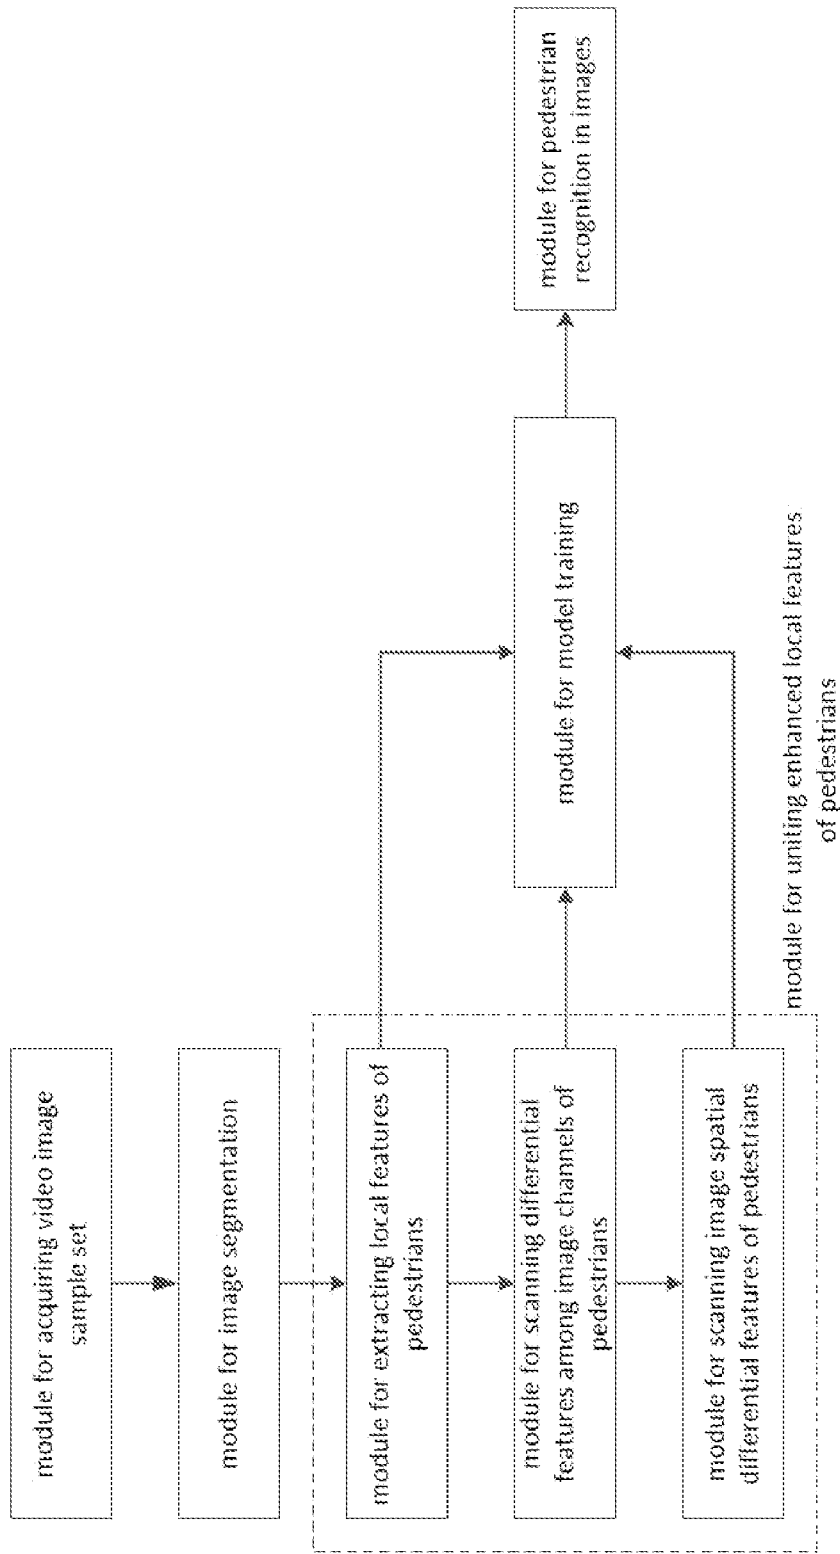 module for acquiring video image
sample set
module for image segmentation
module for extracting local features of
pedestrians
module for scanning differential
features among image channels of
pedestrians
module for scanning image spatial
differential features of pedestrians
module for uniting enhanced local features
of pedestrians
module for model training
module for pedestrian
recognition in images